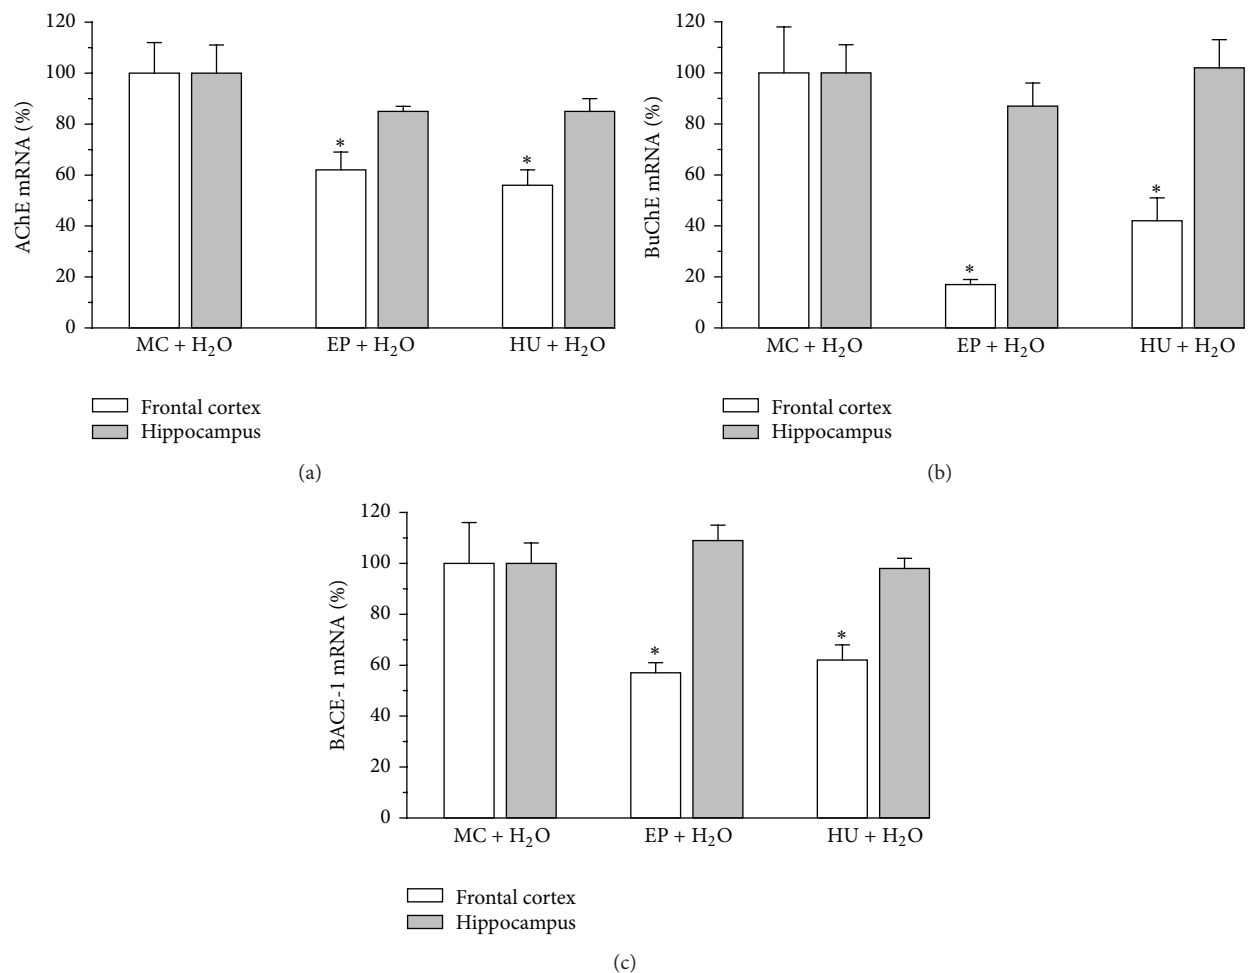 120
100
80
60
40
20
0
AChE mRNA (%)
*
*
MC + H₂O
EP + H₂O
HU + H₂O
Frontal cortex
Hippocampus
(a)
120
100
80
60
40
20
0
BuChE mRNA (%)
*
*
MC + H₂O
EP + H₂O
HU + H₂O
Frontal cortex
Hippocampus
(b)
120
100
80
60
40
20
0
BACE-1 mRNA (%)
*
*
MC + H₂O
EP + H₂O
HU + H₂O
Frontal cortex
Hippocampus
(c)